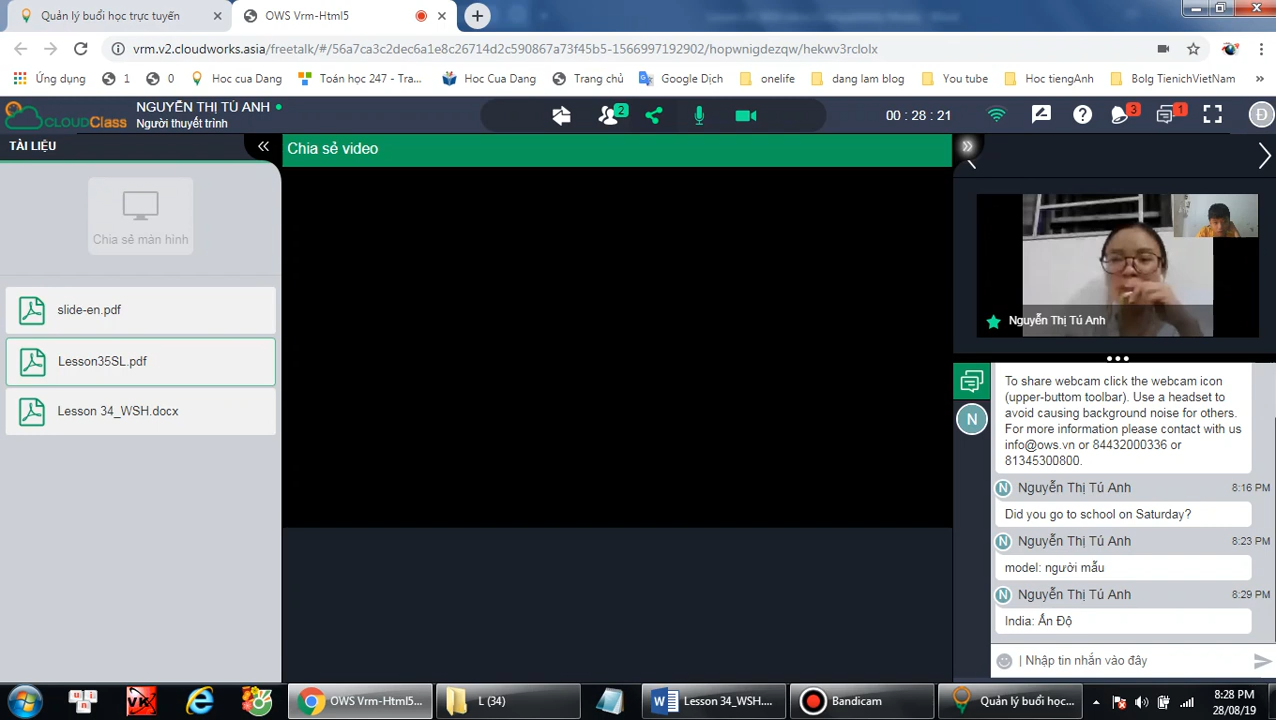 Quản lý buổi học trực tuyến
OWS Vrm-Html5
vrm.v2.cloudworks.asia/freetalk/#/56a7ca3c2dec6a1e8c26714d2c590867a73f45b5-1566997192902/hopwnigdezqw/hekwv3rclolx
Ứng dụng
1
0
Hoc cua Dang
Toán học 247 - Tra...
Học Cua Dang
Trang chủ
Google Dịch
onelife
dang lam blog
You tube
Học tiengAnh
Bolg TienichVietNam
»
CLOUDClass
NGUYỄN THỊ TÚ ANH
Người thuyết trình
2
00 : 28 : 21
3
1
Đ
TÀI LIỆU
Chia sẻ video
Chia sẻ màn hình
slide-en.pdf
Lesson35SL.pdf
Lesson 34_WSH.docx
Nguyễn Thị Tú Anh
To share webcam click the webcam icon
(upper-buttom toolbar). Use a headset to
avoid causing background noise for others.
For more information please contact with us
info@ows.vn or 84432000336 or
81345300800.
N
N Nguyễn Thị Tú Anh 8:16 PM
Did you go to school on Saturday?
N Nguyễn Thị Tú Anh 8:23 PM
model: người mẫu
N Nguyễn Thị Tú Anh 8:29 PM
India: Ấn Độ
Nhập tin nhắn vào đây
OWS Vrm-Html5...
L (34)
Lesson 34_WSH....
Bandicam
Quản lý buổi học...
8:28 PM
28/08/19